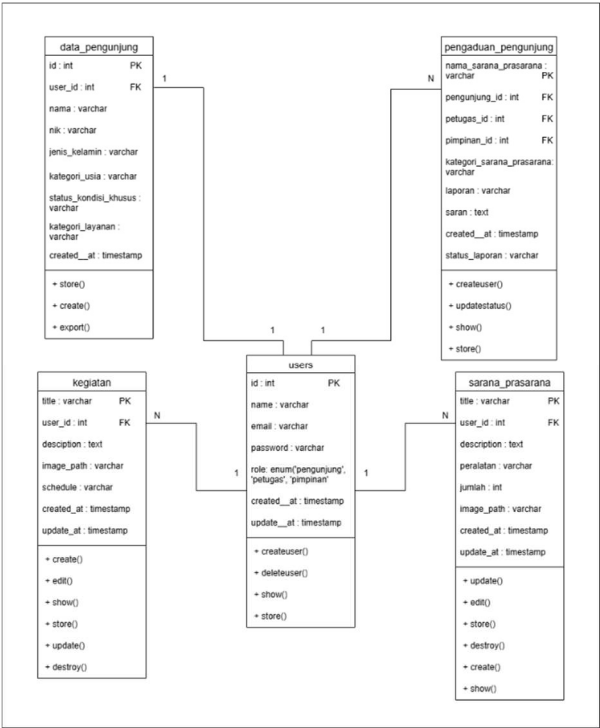 data_pengunjung
id : int PK
user_id : int FK
nama : varchar
nik : varchar
jenis_kelamin : varchar
kategori_usia : varchar
status_kondisi_khusus :
varchar
kategori_layanan :
varchar
created__at : timestamp
+ store()
+ create()
+ export()
1
pengaduan_pengunjung
nama_sarana_prasarana :
varchar PK
pengunjung_id : int FK
petugas_id : int FK
pimpinan_id : int FK
kategori_sarana_prasarana:
varchar
laporan : varchar
saran : text
created__at : timestamp
status_laporan : varchar
+ createuser()
+ updatestatus()
+ show()
+ store()
N
1 1
users
id : int PK
name : varchar
email : varchar
password : varchar
role: enum('pengunjung',
'petugas', 'pimpinan'
created__at : timestamp
update__at : timestamp
+ createuser()
+ deleteuser()
+ show()
+ store()
kegiatan
title : varchar PK
user_id : int FK
desciption : text
image_path : varchar
schedule : varchar
created_at : timestamp
update_at : timestamp
+ create()
+ edit()
+ show()
+ store()
+ update()
+ destroy()
N
1
sarana_prasarana
title : varchar PK
user_id : int FK
description : text
peralatan : varchar
jumlah : int
image_path : varchar
created_at : timestamp
update_at : timestamp
+ update()
+ edit()
+ store()
+ destroy()
+ create()
+ show()
N
1